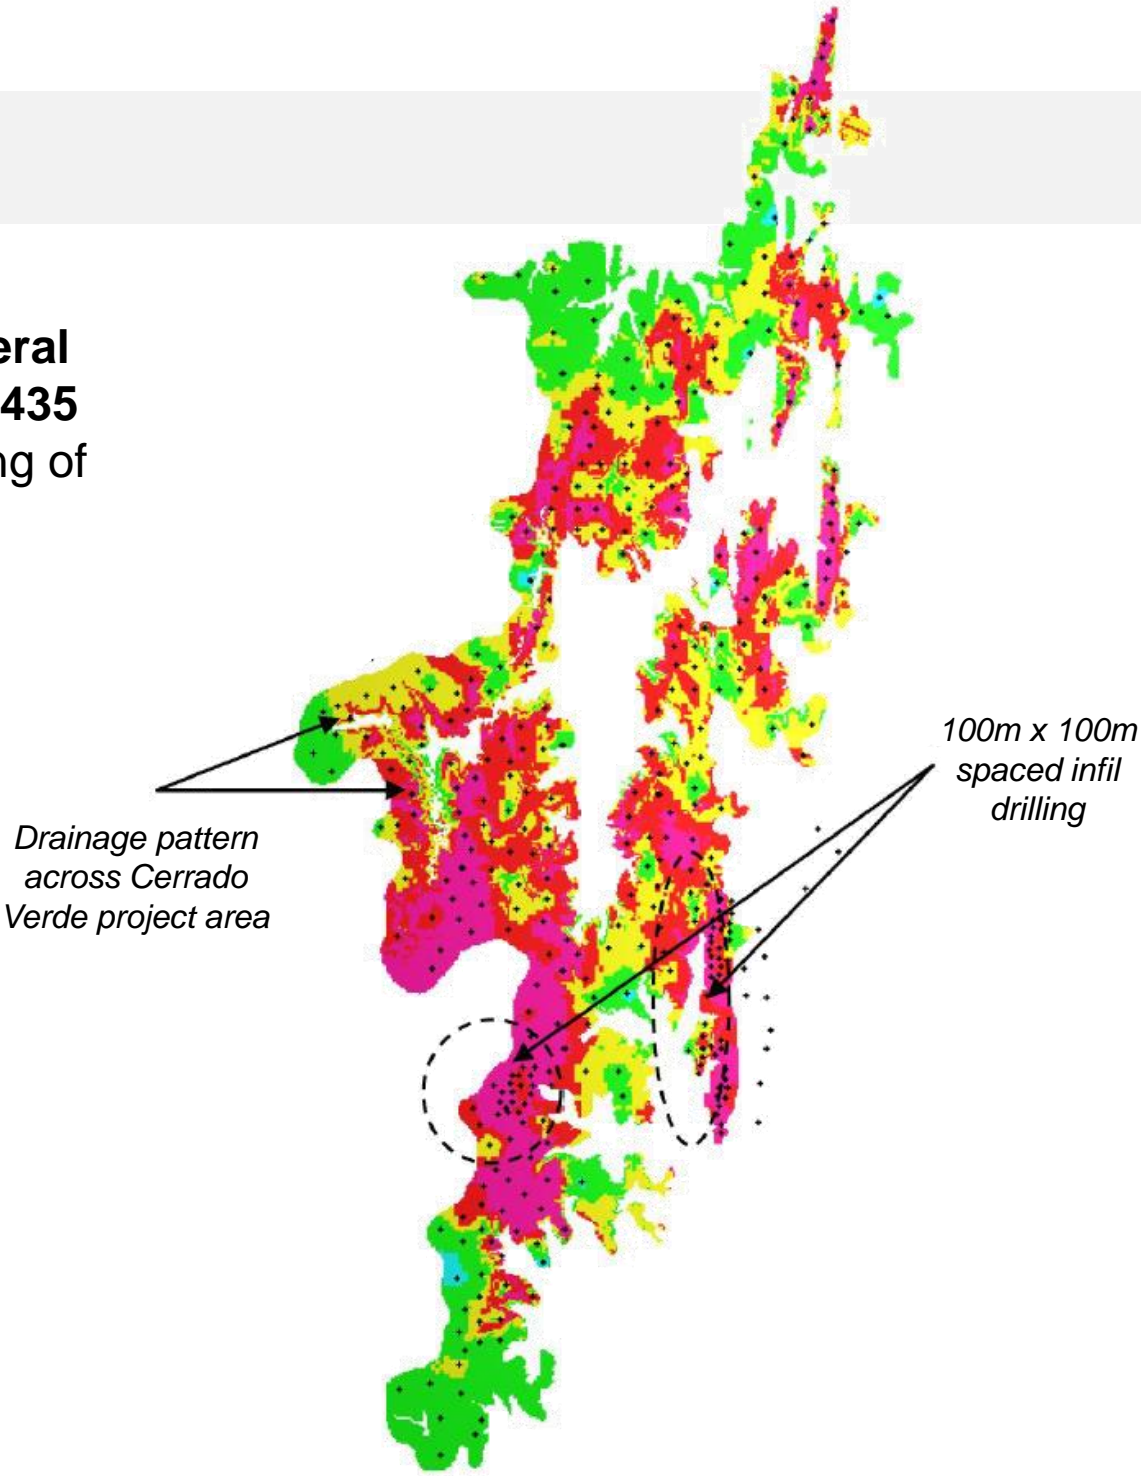 eral
435
ng of
100m x 100m
spaced infil
drilling
Drainage pattern
across Cerrado
Verde project area